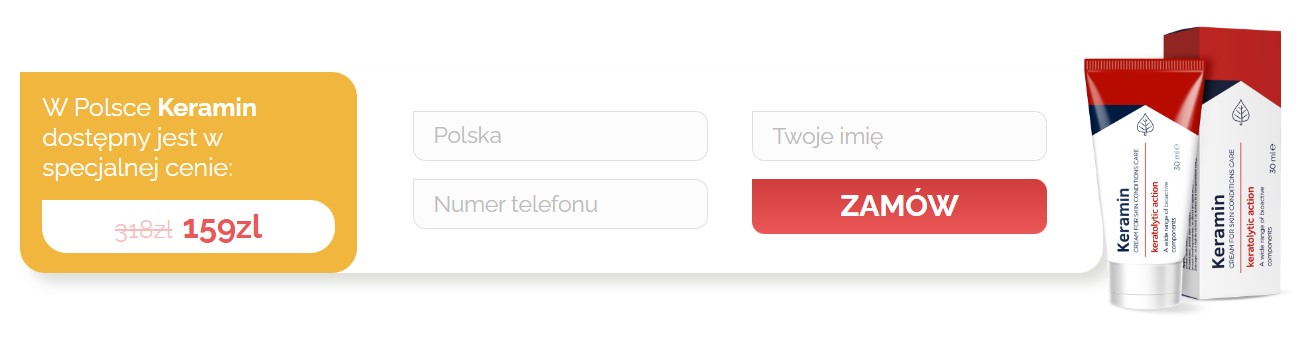 W Polsce Keramin
dostępny jest w
specjalnej cenie:
318zł 159zl
Polska
Numer telefonu
Twoje imię
ZAMÓW
Keramin
CREAM FOR SKIN CONDITIONS CARE
keratolytic action
A wide range of bioactive
components
30 ml ℮
Keramin
CREAM FOR SKIN CONDITIONS CARE
keratolytic action
A wide range of bioactive
components
30 ml ℮